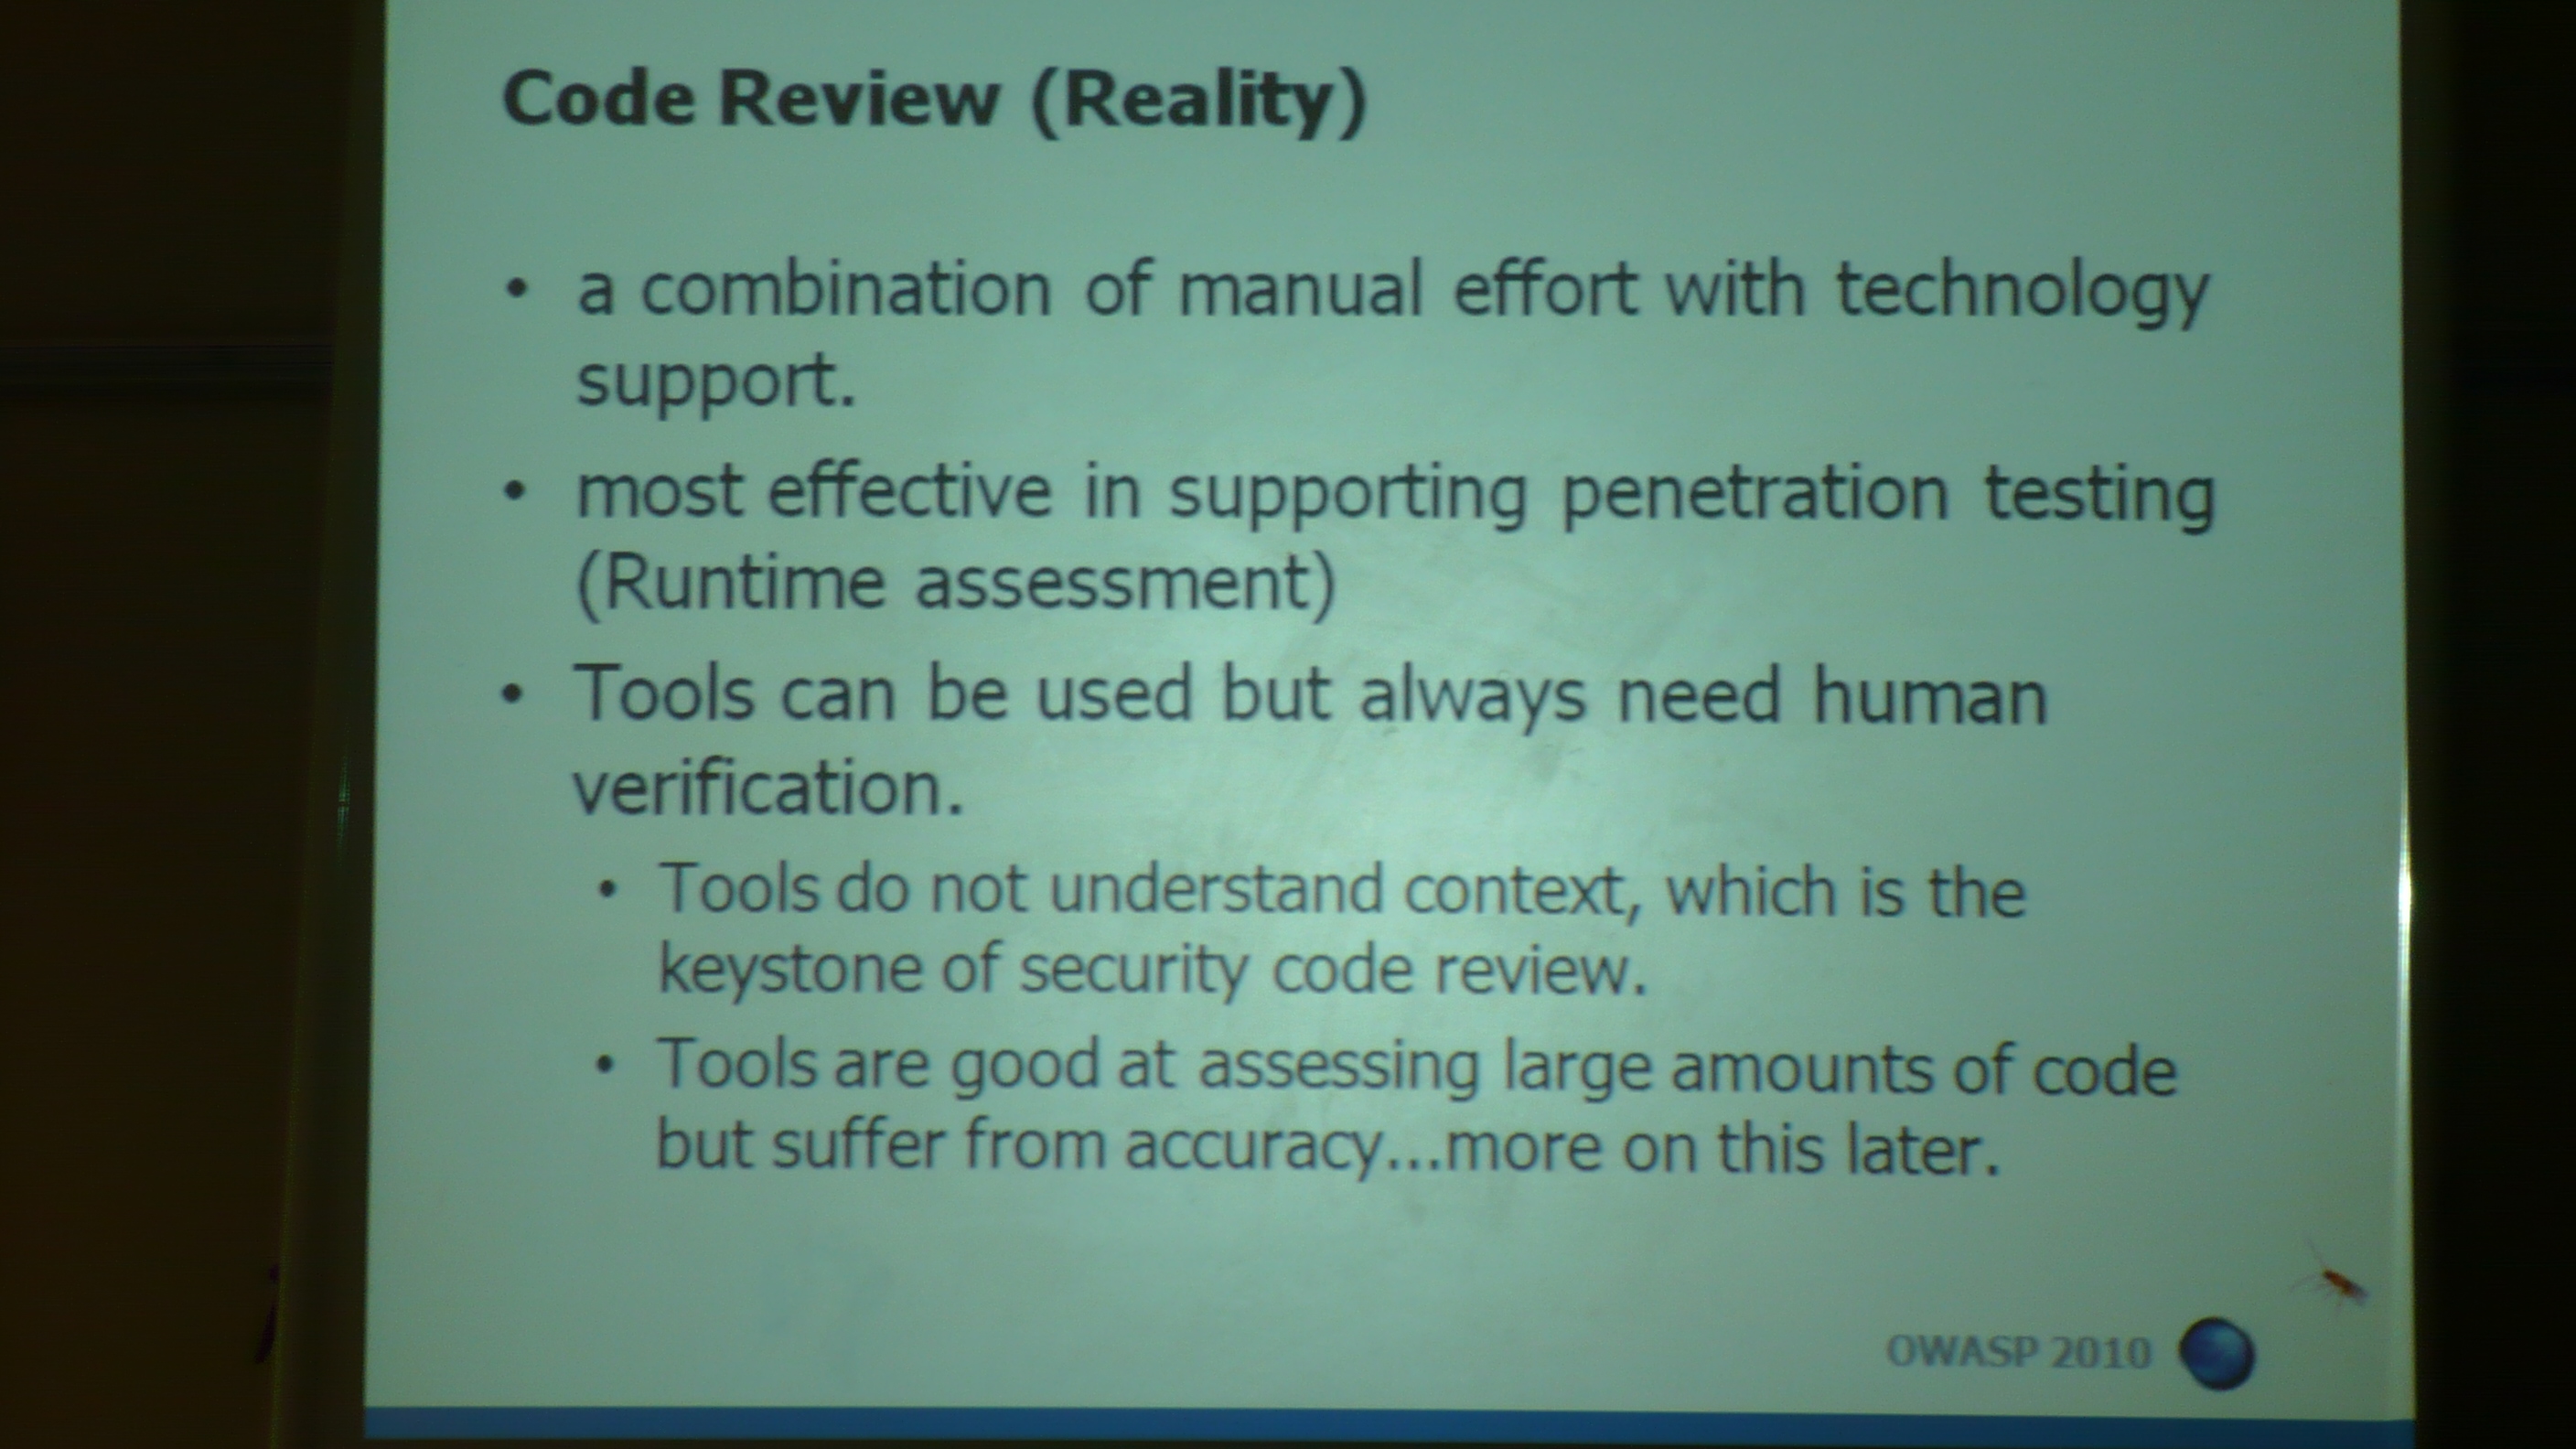 Code Review (Reality)
• a combination of manual effort with technology
support.
• most effective in supporting penetration testing
(Runtime assessment)
• Tools can be used but always need human
verification.
• Tools do not understand context, which is the
keystone of security code review.
• Tools are good at assessing large amounts of code
but suffer from accuracy...more on this later.
OWASP 2010